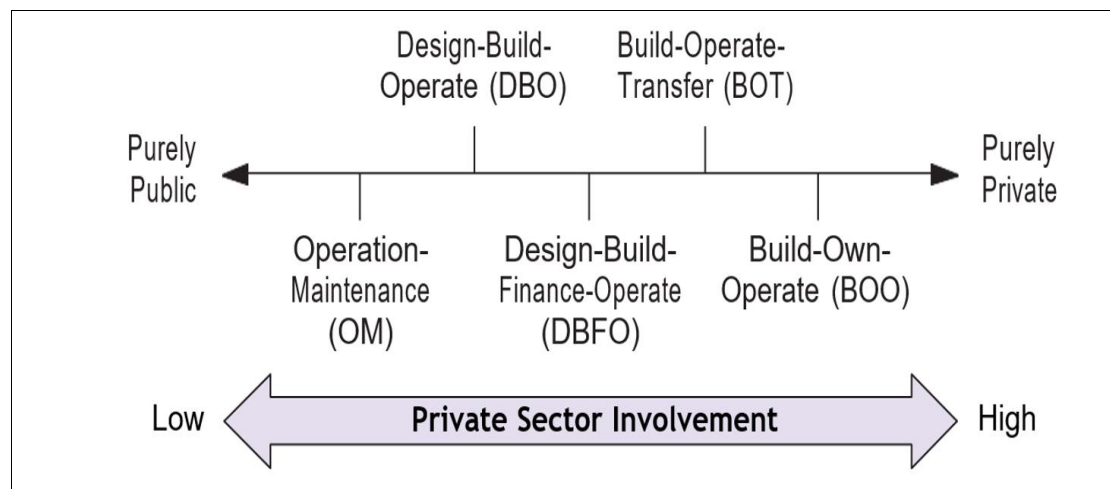 Design-Build-
Operate (DBO)
Build-Operate-
Transfer (BOT)
Purely
Public
Purely
Private
Operation-
Maintenance
(OM)
Design-Build-
Finance-Operate
(DBFO)
Build-Own-
Operate (BOO)
Low
Private Sector Involvement
High